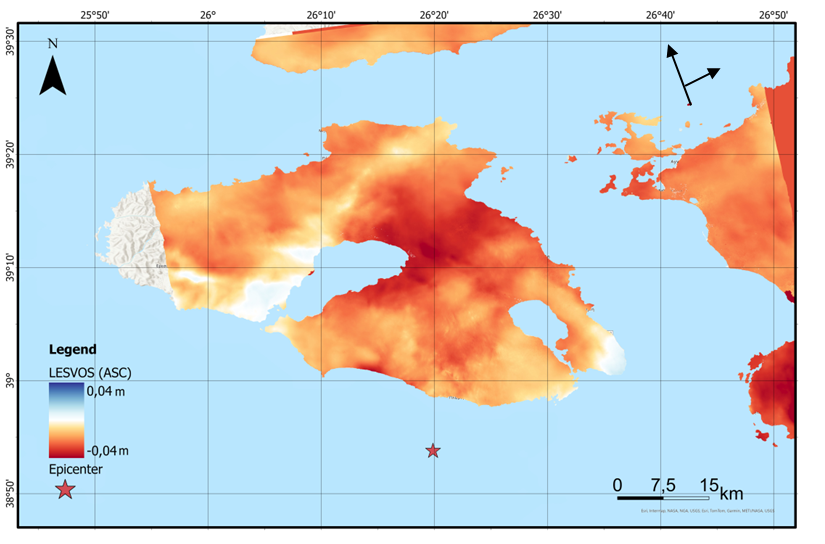 25°50' 26° 26°10' 26°20' 26°30' 26°40' 26°50'
39°30'
N
39°20'
39°10'
Legend
LESVOS (ASC)
0,04 m
39°
-0,04 m
Epicenter
38°50'
0 7,5 15 km